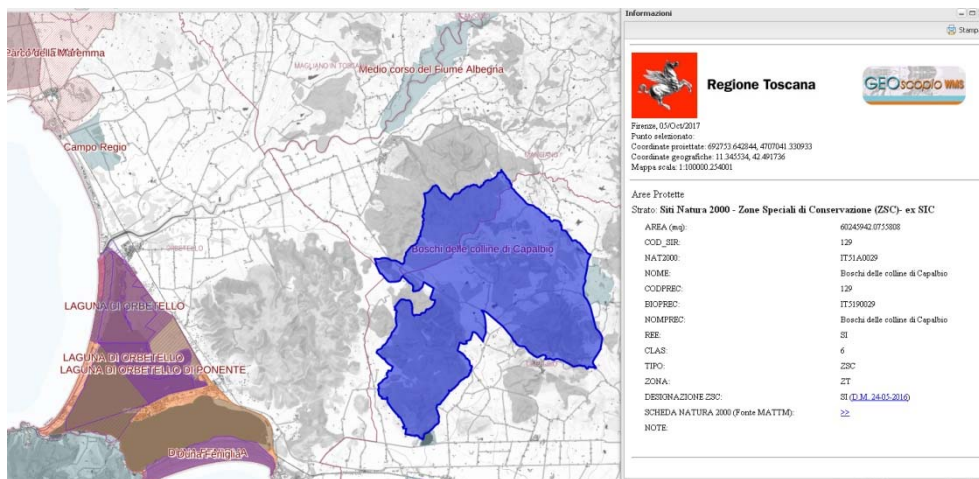 Parco della Maremma
MAGLIANO IN TOSCANA
Medio corso del Fiume Albegna
Campo Regio
MAGLIANO
ORBETELLO
Boschi delle colline di Capalbio
LAGUNA DI ORBETELLO
LAGUNA DI ORBETELLO
LAGUNA DI ORBETELLO DI PONENTE
CAPALBIO
Duna Feniglia
Informazioni
Stampa
Regione Toscana
GEOscopio WMS
Firenze, 05/Oct/2017
Punto selezionato:
Coordinate proiettate: 692753.642844, 4707041.330933
Coordinate geografiche: 11.345534, 42.491736
Mappa scala: 1:100000.254001
Aree Protette
Strato: Siti Natura 2000 - Zone Speciali di Conservazione (ZSC)- ex SIC
AREA (mq): 60245942.0755808
COD_SIR: 129
NAT2000: IT51A0029
NOME: Boschi delle colline di Capalbio
CODPREC: 129
BIOPREC: IT5190029
NOMPREC: Boschi delle colline di Capalbio
REE: SI
CLAS: 6
TIPO: ZSC
ZONA: ZT
DESIGNAZIONE ZSC: SI (D.M. 24-05-2016)
SCHEDA NATURA 2000 (Fonte MATTM): >>
NOTE: